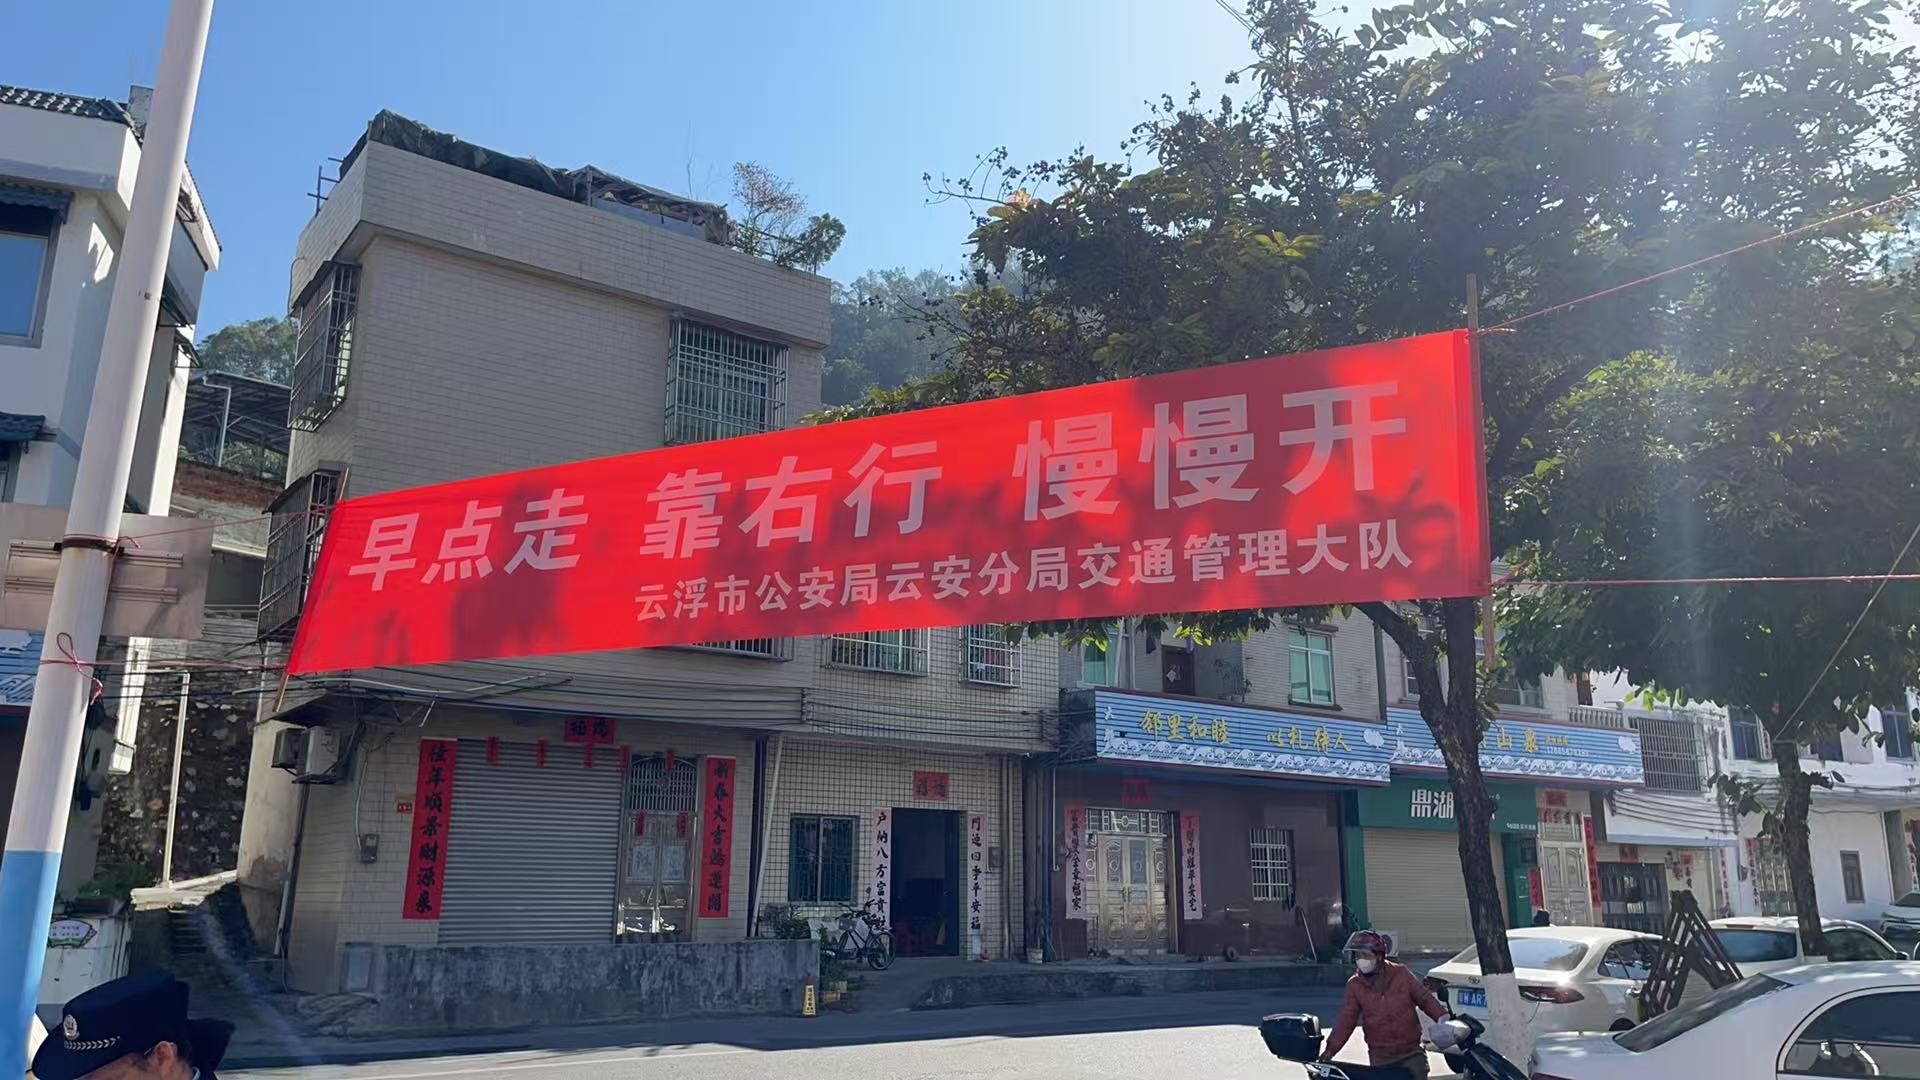 早点走 靠右行 慢慢开
云浮市公安局云安分局交通管理大队
邻里和睦 以礼待人
鼎湖
佳年顺景财源来
新春大吉鸿运开
户纳八方富贵
门迎四季平安福